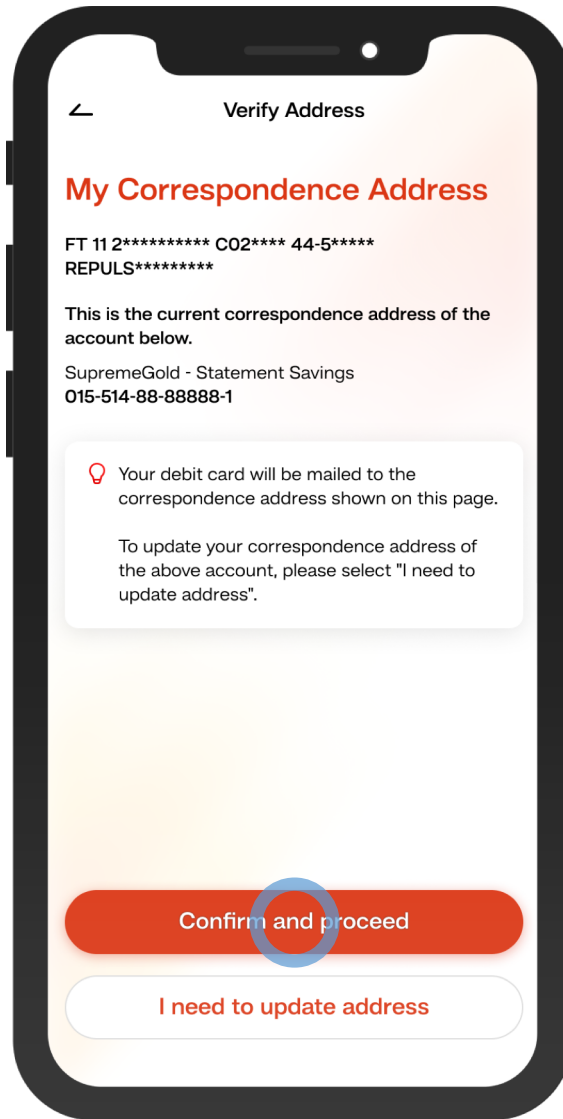 Verify Address
My Correspondence Address
FT 11 2********** C02**** 44-5*****
REPULS*********
This is the current correspondence address of the
account below.
SupremeGold - Statement Savings
015-514-88-88888-1
Your debit card will be mailed to the
correspondence address shown on this page.
To update your correspondence address of
the above account, please select "I need to
update address".
Confirm and proceed
I need to update address